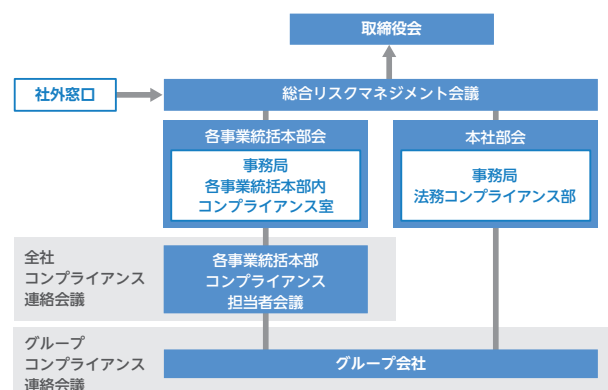 取締役会
社外窓口
総合リスクマネジメント会議
各事業統括本部会
事務局
各事業統括本部内
コンプライアンス室
本社部会
事務局
法務コンプライアンス部
全社
コンプライアンス
連絡会議
各事業統括本部
コンプライアンス
担当者会議
グループ
コンプライアンス
連絡会議
グループ会社